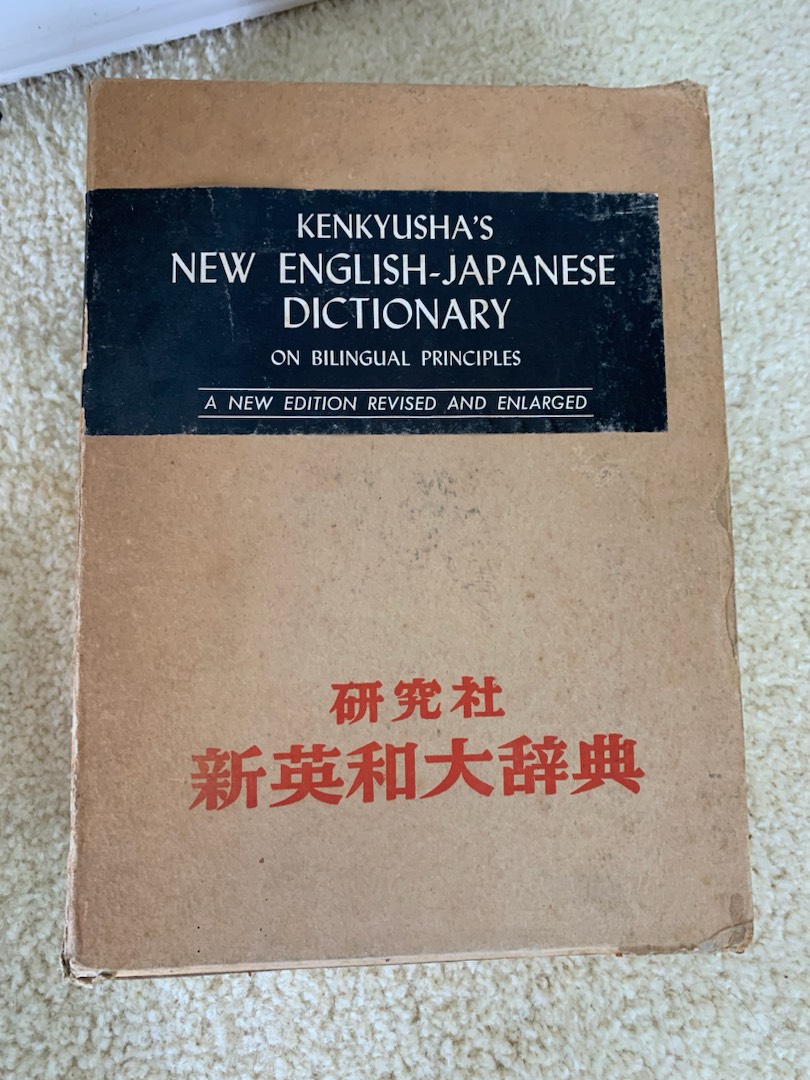 KENKYUSHA'S
NEW ENGLISH-JAPANESE
DICTIONARY
ON BILINGUAL PRINCIPLES
A NEW EDITION REVISED AND ENLARGED
研究社
新英和大辞典